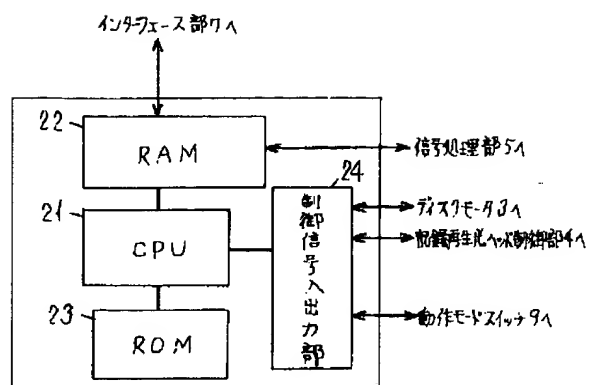 インターフェース部7へ
22
RAM
信号処理部5へ
24
21
制御信号入出力部
ディスクモータ3へ
CPU
記録再生ヘッド制御部4へ
23
動作モードスイッチ9へ
ROM